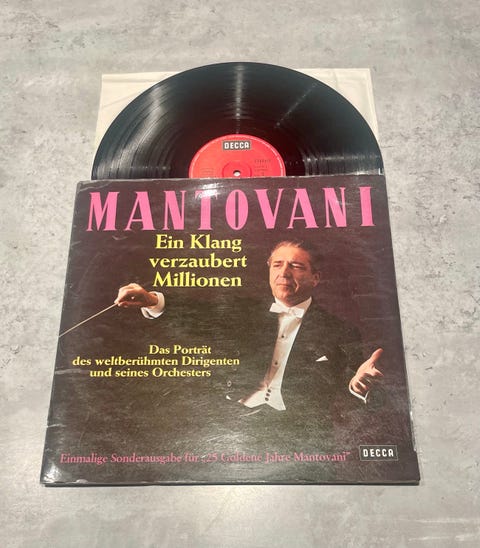 DECCA
MANTOVANI
Ein Klang
verzaubert
Millionen
Das Porträt
des weltberühmten Dirigenten
und seines Orchesters
Einmalige Sonderausgabe für „25 Goldene Jahre Mantovani”
DECCA